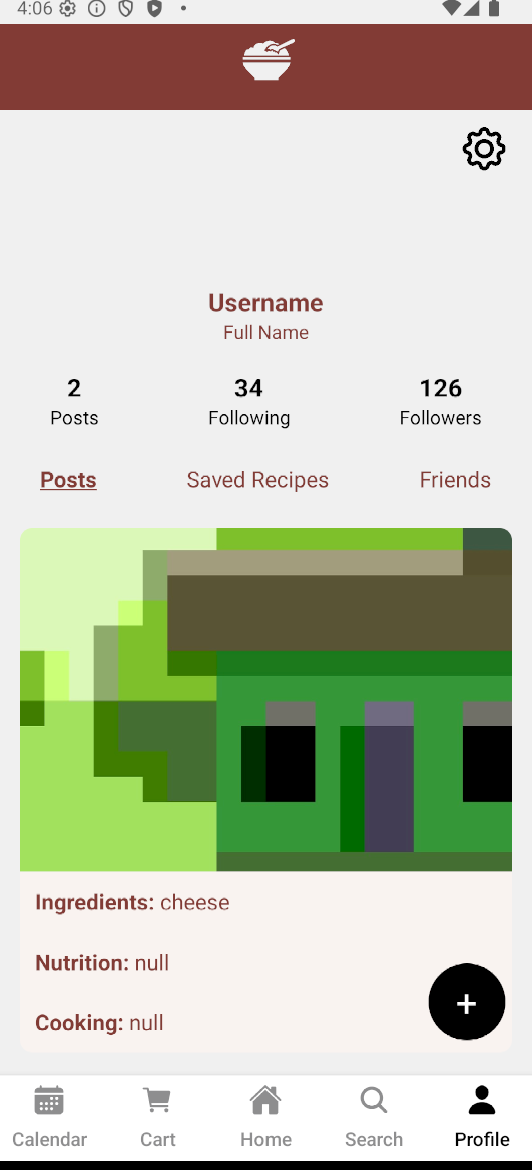 4:06
Username
Full Name
2 34 126
Posts Following Followers
Posts Saved Recipes Friends
Ingredients: cheese
Nutrition: null
Cooking: null
+
Calendar Cart Home Search Profile